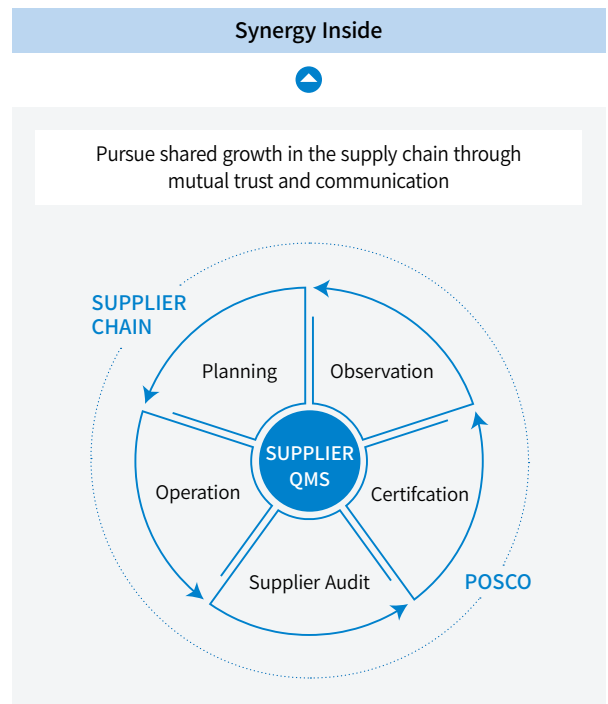 Synergy Inside
Pursue shared growth in the supply chain through
mutual trust and communication
SUPPLIER
CHAIN
Planning
Observation
SUPPLIER
QMS
Operation
Certifcation
Supplier Audit
POSCO